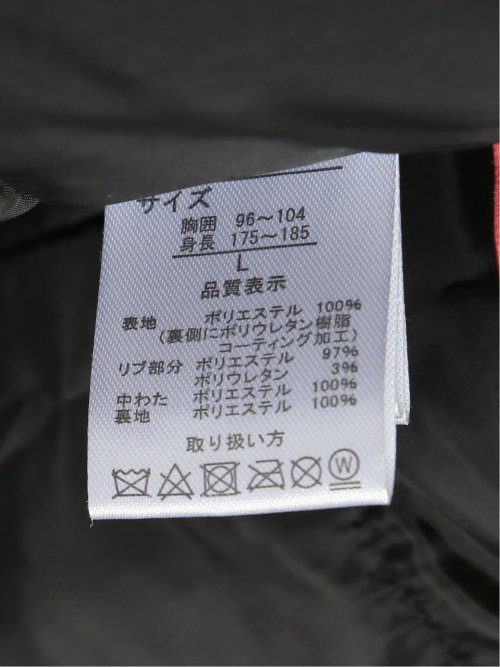 サイズ
胸囲 96～104
身長 175～185
L
品質表示
表地 ポリエステル 100%
(裏側にポリウレタン樹脂
コーティング加工)
リブ部分 ポリエステル 97%
ポリウレタン 3%
中わた ポリエステル 100%
裏地 ポリエステル 100%
取り扱い方
W